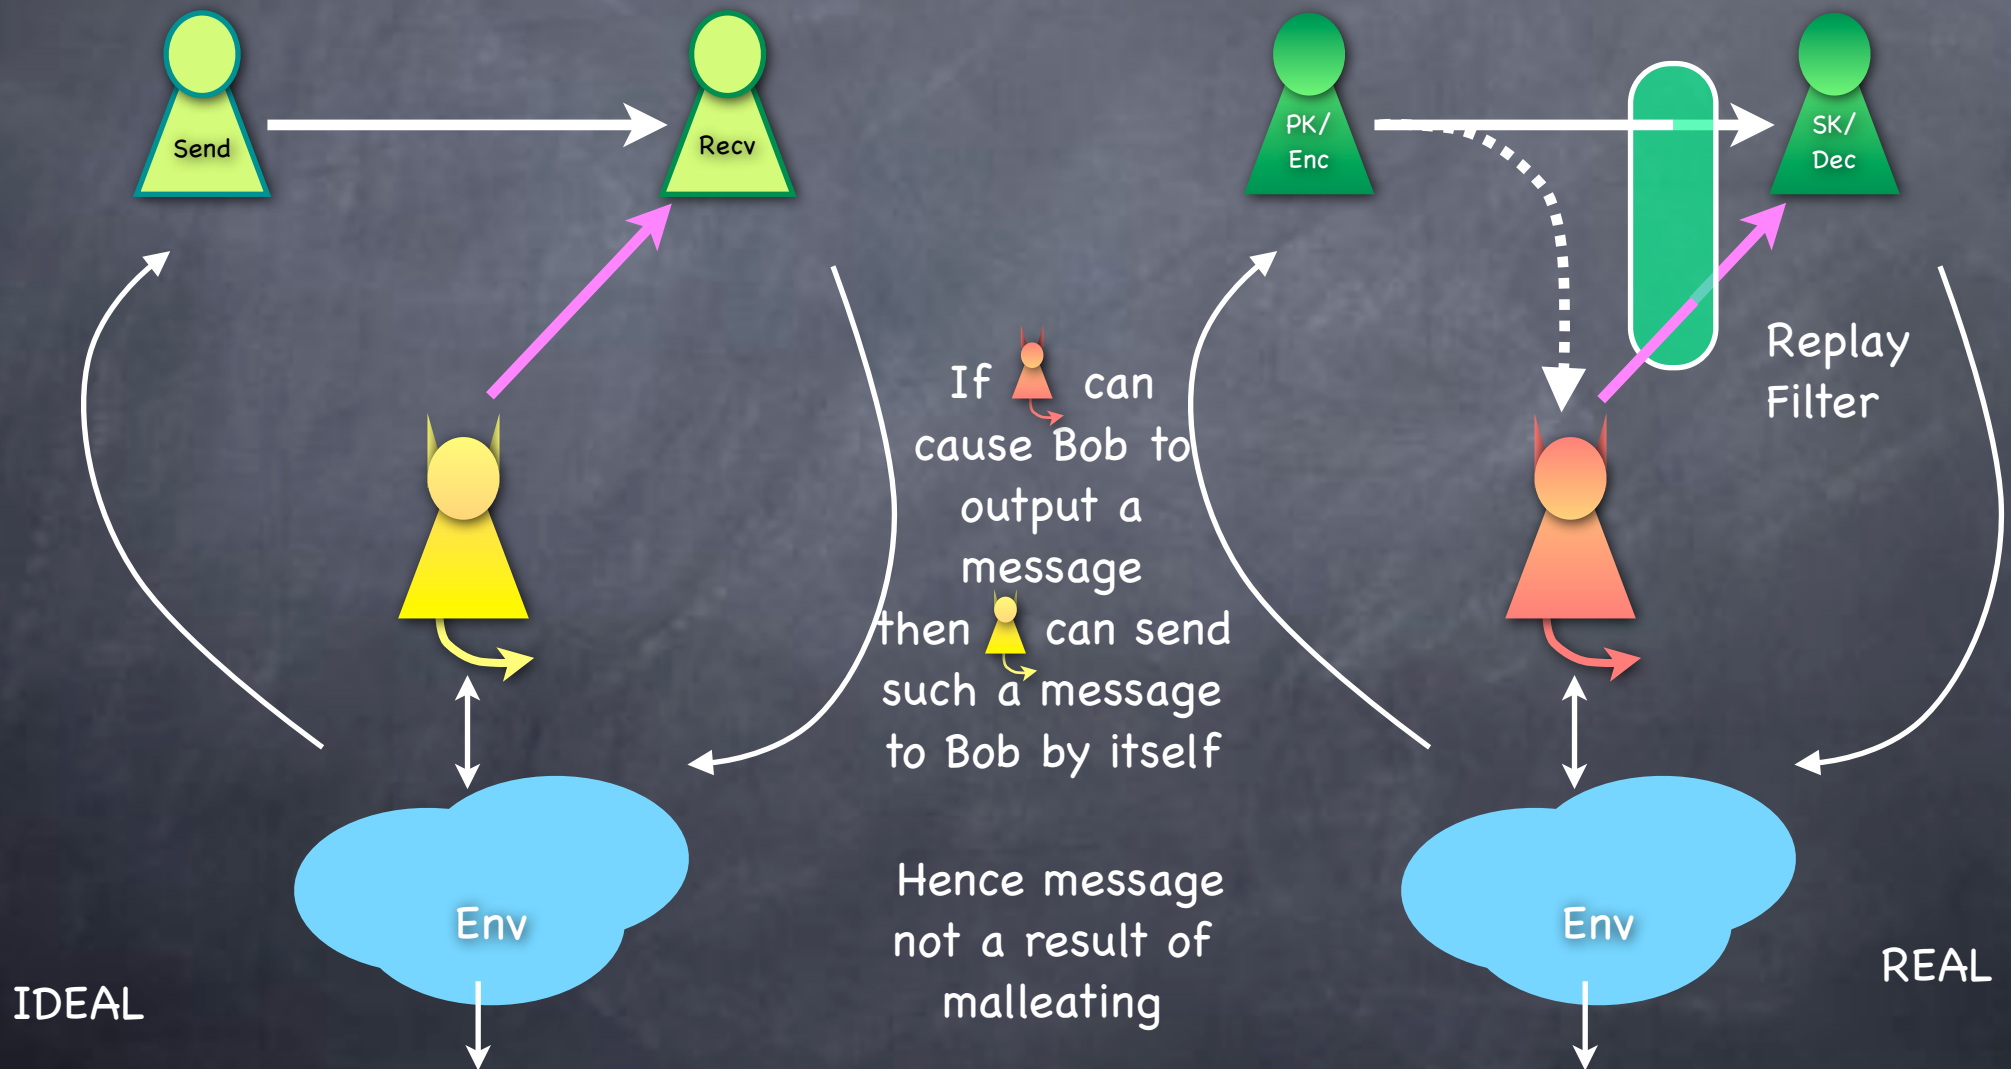 Send
Recv
PK/
Enc
SK/
Dec
Replay
Filter
If can
cause Bob to
output a
message
then can send
such a message
to Bob by itself
Hence message
not a result of
malleating
Env
Env
IDEAL
REAL